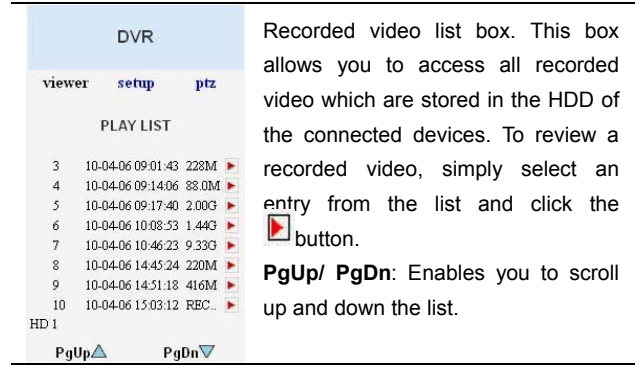 DVR
viewer setup ptz
PLAY LIST
3 10-04-06 09:01:43 228M
4 10-04-06 09:14:06 88.0M
5 10-04-06 09:17:40 2.00G
6 10-04-06 10:08:53 1.44G
7 10-04-06 10:46:23 9.33G
8 10-04-06 14:45:24 220M
9 10-04-06 14:51:18 416M
10 10-04-06 15:03:12 REC..
HD 1
PgUp PgDn
Recorded video list box. This box
allows you to access all recorded
video which are stored in the HDD of
the connected devices. To review a
recorded video, simply select an
entry from the list and click the
button.
PgUp/ PgDn: Enables you to scroll
up and down the list.